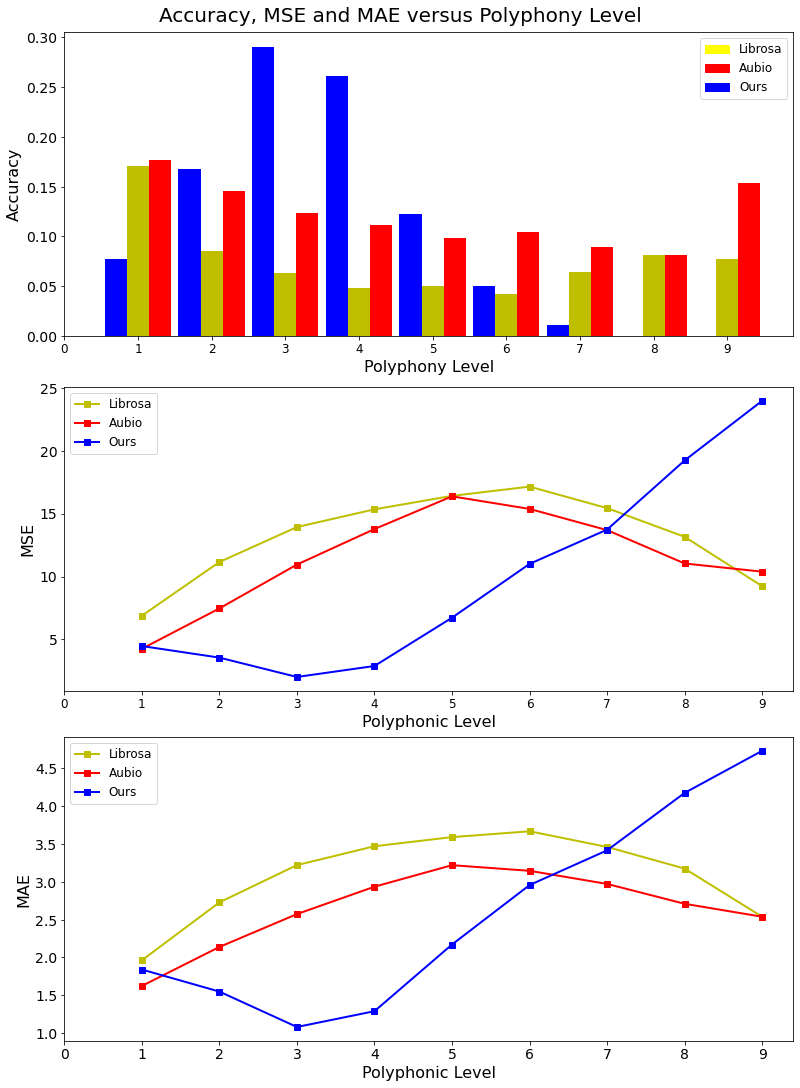 Accuracy, MSE and MAE versus Polyphony Level
0.30
0.25
0.20
0.15
0.10
0.05
0.00
Accuracy
Librosa
Aubio
Ours
0 1 2 3 4 5 6 7 8 9
Polyphony Level
25
20
15
10
5
MSE
Librosa
Aubio
Ours
0 1 2 3 4 5 6 7 8 9
Polyphonic Level
4.5
4.0
3.5
3.0
2.5
2.0
1.5
1.0
MAE
Librosa
Aubio
Ours
0 1 2 3 4 5 6 7 8 9
Polyphonic Level